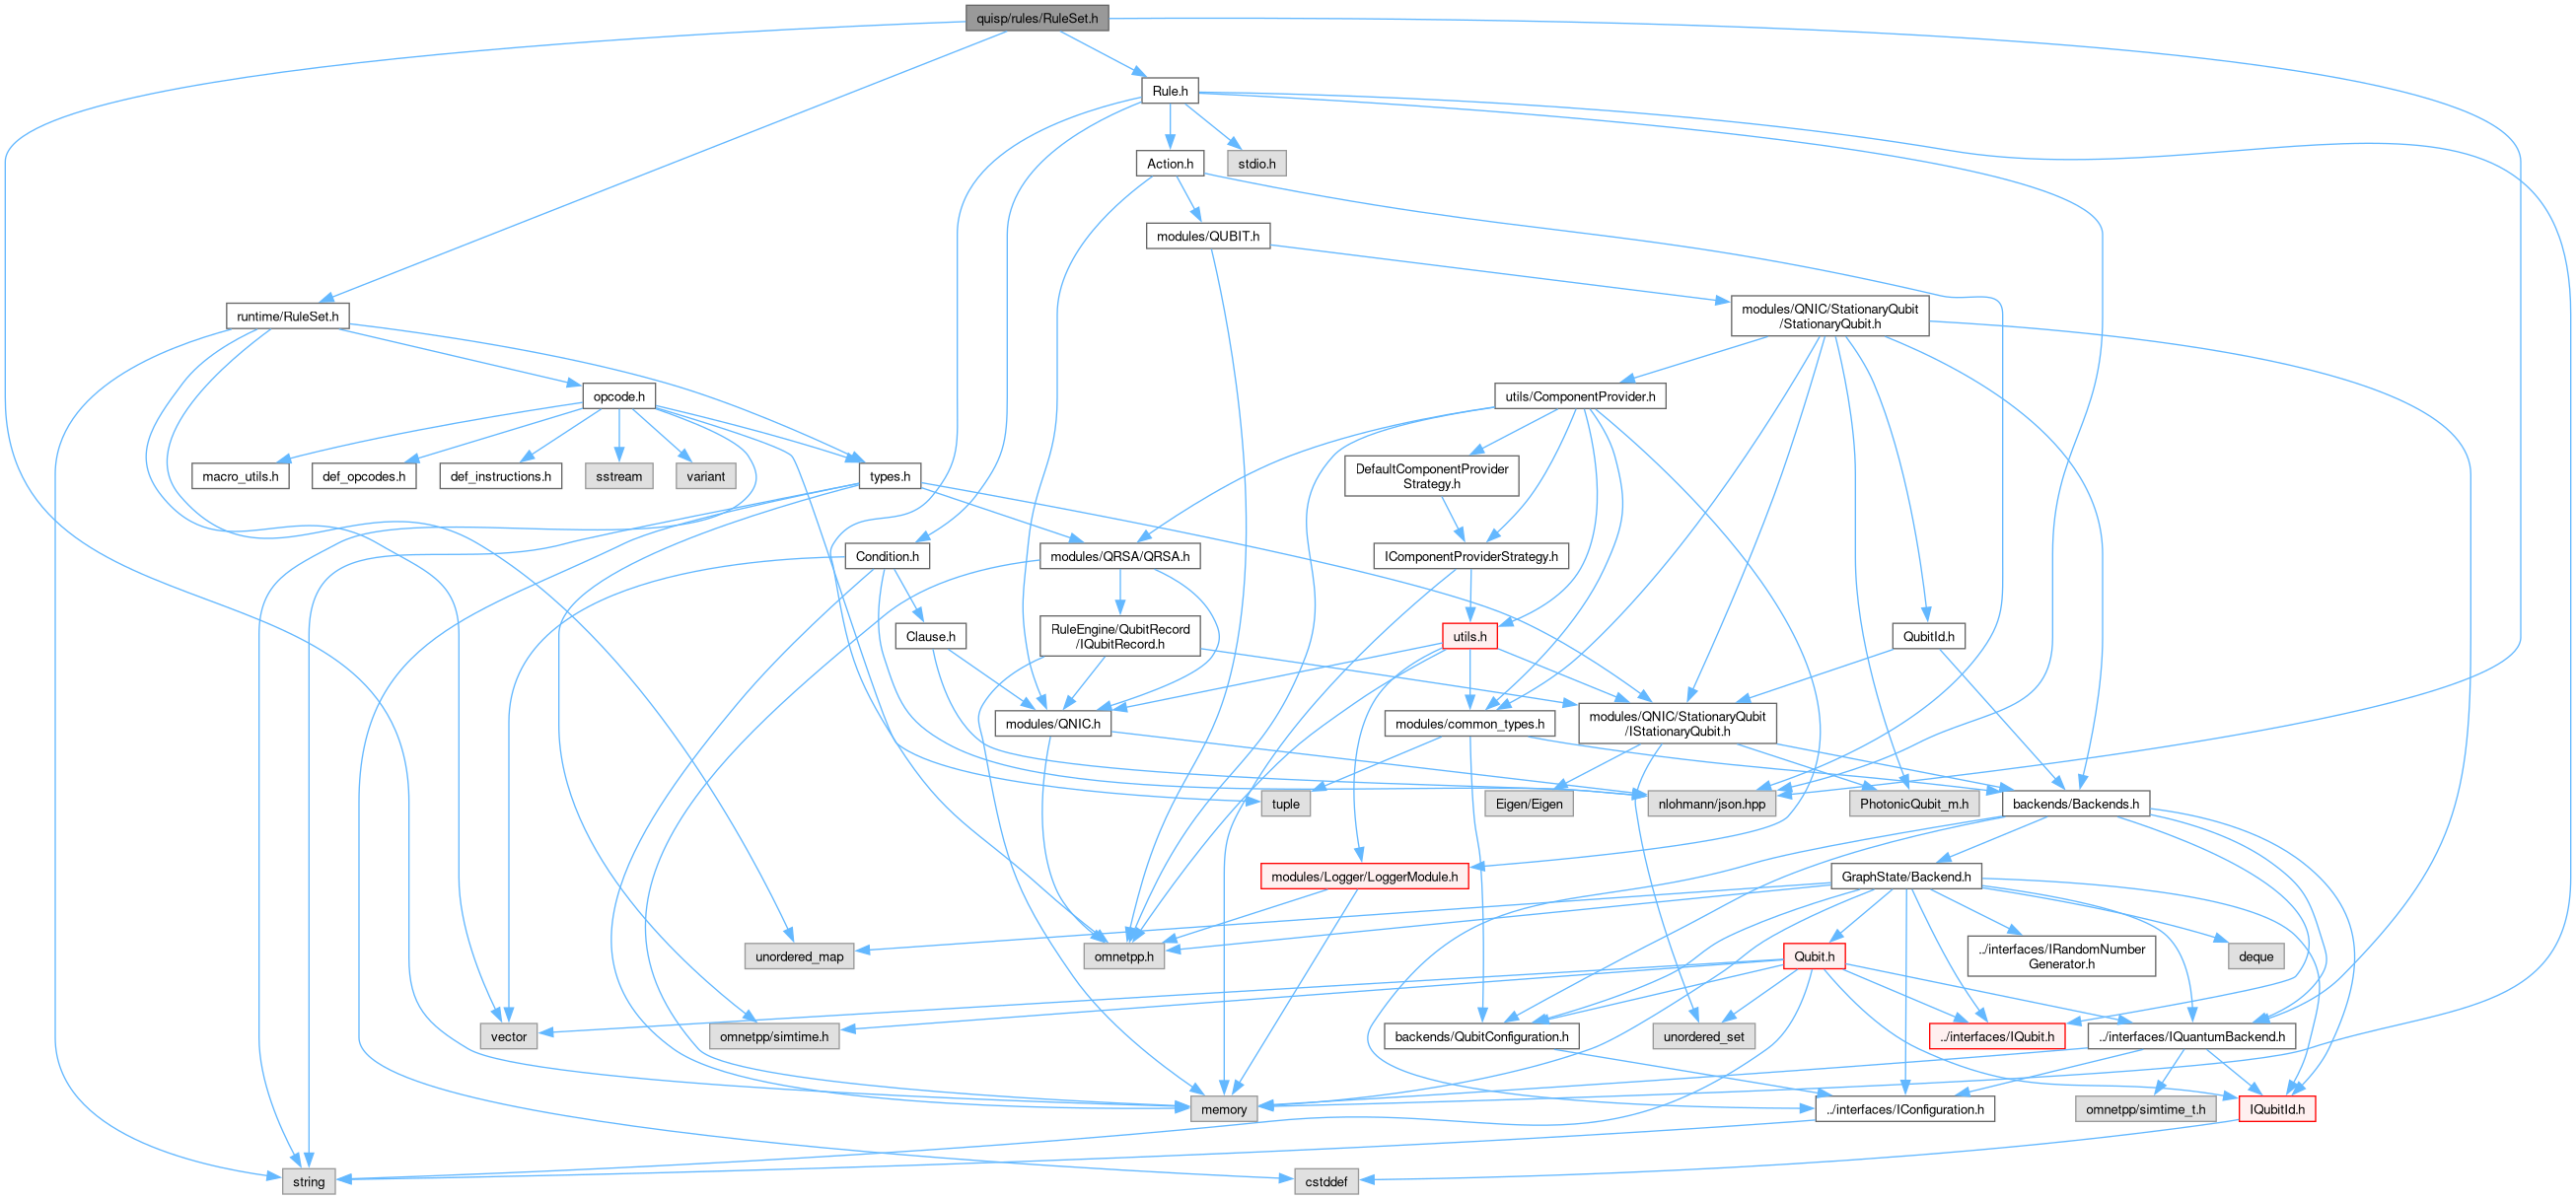 quisp/rules/RuleSet.h
Rule.h
Action.h
stdio.h
modules/QUBIT.h
runtime/RuleSet.h
modules/QNIC/StationaryQubit
/StationaryQubit.h
opcode.h
utils/ComponentProvider.h
macro_utils.h
def_opcodes.h
def_instructions.h
sstream
variant
types.h
DefaultComponentProvider
Strategy.h
Condition.h
modules/QRSA/QRSA.h
IComponentProviderStrategy.h
Clause.h
RuleEngine/QubitRecord
/IQubitRecord.h
utils.h
QubitId.h
modules/QNIC.h
modules/common_types.h
modules/QNIC/StationaryQubit
/IStationaryQubit.h
tuple
Eigen/Eigen
nlohmann/json.hpp
PhotonicQubit_m.h
backends/Backends.h
modules/Logger/LoggerModule.h
GraphState/Backend.h
unordered_map
omnetpp.h
Qubit.h
../interfaces/IRandomNumber
Generator.h
deque
vector
omnetpp/simtime.h
backends/QubitConfiguration.h
unordered_set
../interfaces/IQubit.h
../interfaces/IQuantumBackend.h
memory
../interfaces/IConfiguration.h
omnetpp/simtime_t.h
IQubitId.h
string
cstddef